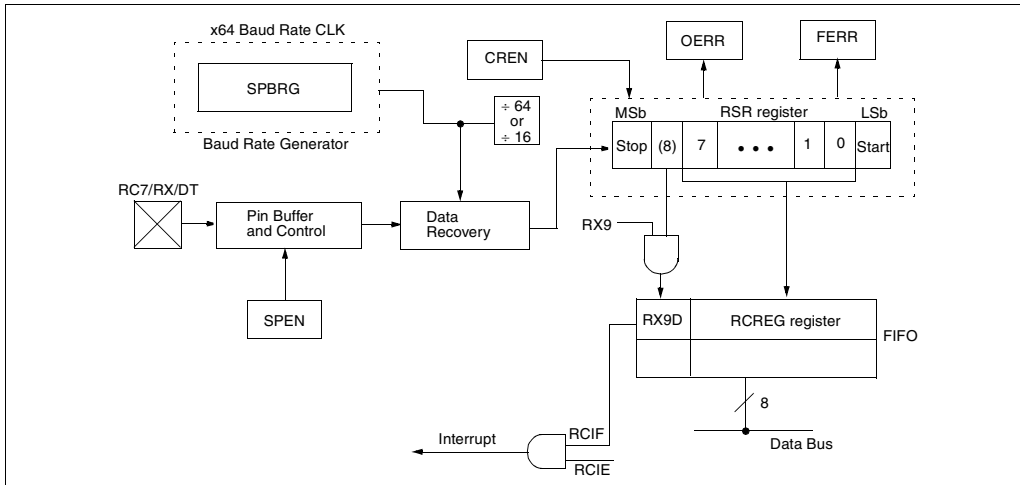 x64 Baud Rate CLK
SPBRG
Baud Rate Generator
CREN
OERR
FERR
÷ 64
or
÷ 16
MSb
RSR register
LSb
Stop
(8)
7
• • •
1
0
Start
RC7/RX/DT
Pin Buffer
and Control
Data
Recovery
RX9
SPEN
RX9D
RCREG register
FIFO
8
Data Bus
Interrupt
RCIF
RCIE